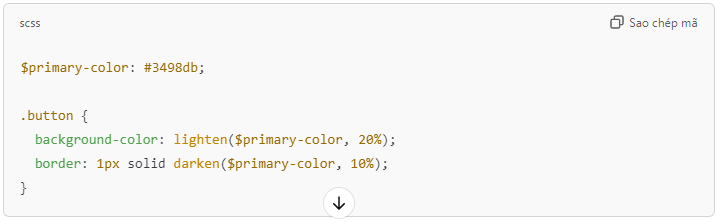 scss
Sao chép mã
$primary-color: #3498db;
.button {
background-color: lighten($primary-color, 20%);
border: 1px solid darken($primary-color, 10%);
}